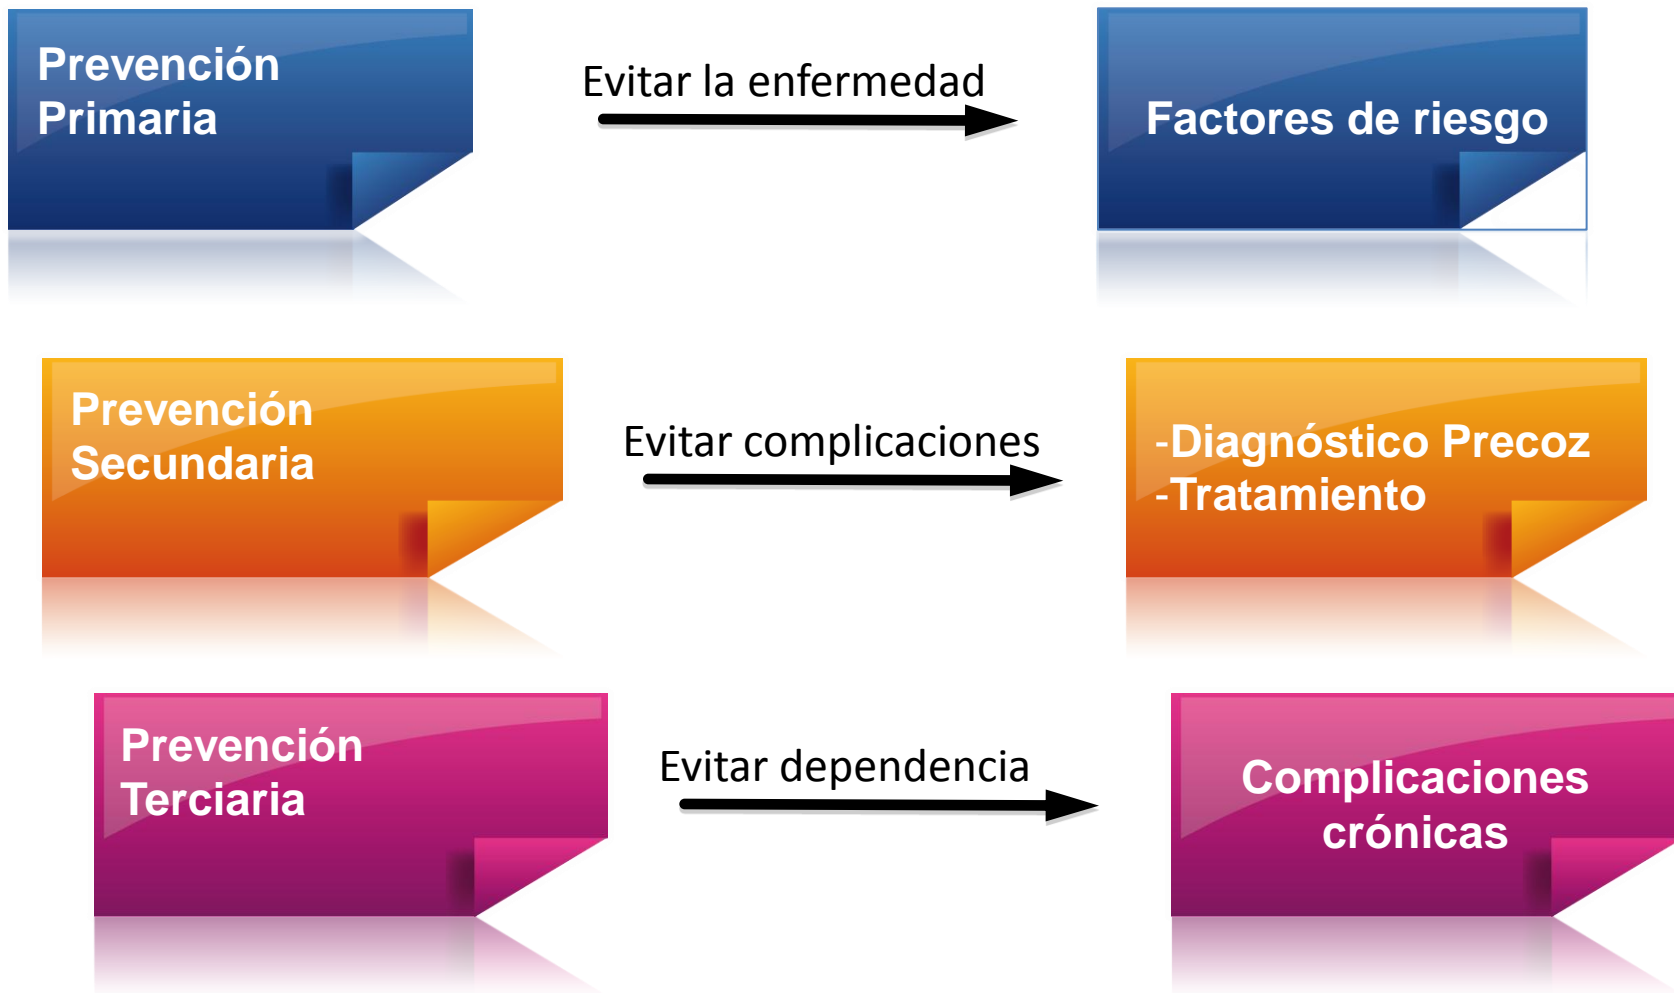 Prevención
Primaria
Evitar la enfermedad
Factores de riesgo
Prevención
Secundaria
Evitar complicaciones
-Diagnóstico Precoz
-Tratamiento
Prevención
Terciaria
Evitar dependencia
Complicaciones
crónicas